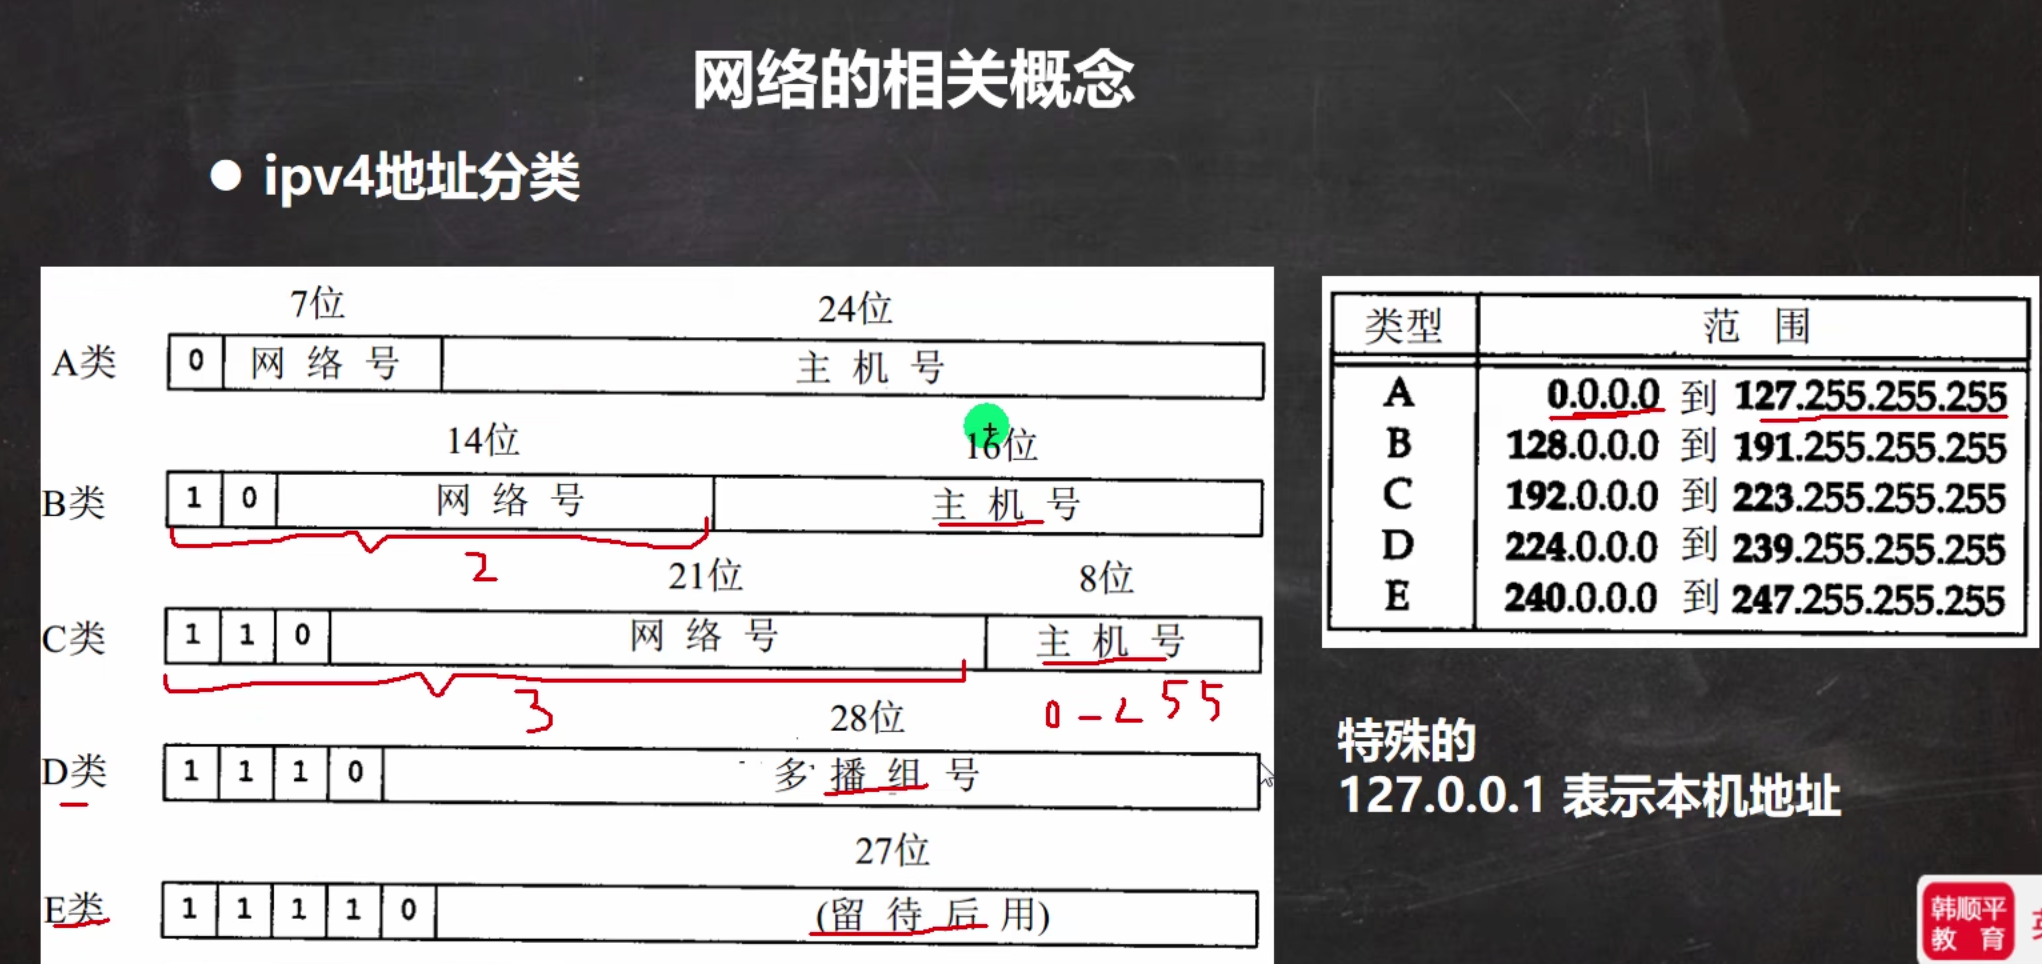 网络的相关概念
● ipv4地址分类
7位 24位
A类 0 网络号 主机号
14位 16位
B类 1 0 网络号 主机号
2
21位 8位
C类 1 1 0 网络号 主机号
3
0-255
28位
D类 1 1 1 0 多播组号
27位
E类 1 1 1 1 0 (留待后用)
类型 范围
A 0.0.0.0 到 127.255.255.255
B 128.0.0.0 到 191.255.255.255
C 192.0.0.0 到 223.255.255.255
D 224.0.0.0 到 239.255.255.255
E 240.0.0.0 到 247.255.255.255
特殊的
127.0.0.1 表示本机地址
韩顺平
教育